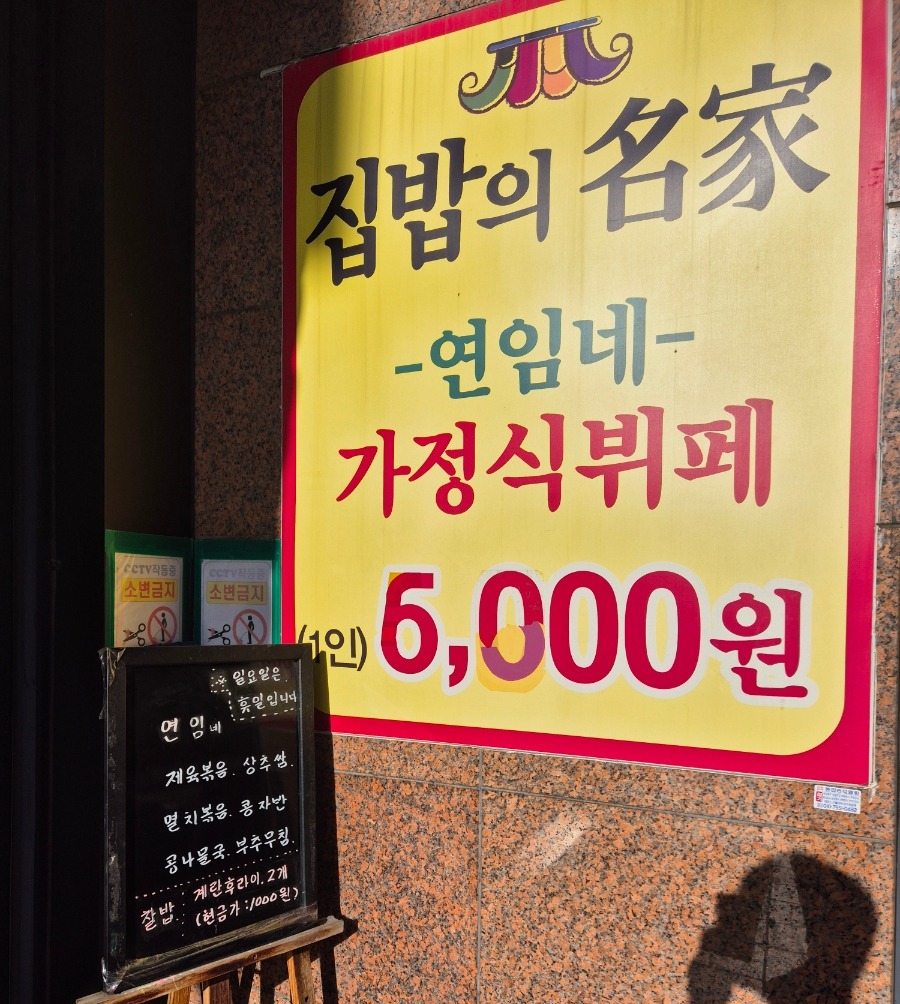 집밥의 名家
-연임네-
가정식뷔페
(1인) 6,000원
CCTV작동중
소변금지
CCTV작동중
소변금지
※ 일요일은
휴일입니다
연임네
제육볶음. 상추쌈.
멸치볶음. 콩자반
콩나물국. 부추무침.
찰밥. 계란후라이.2개
(현금가:1000원)